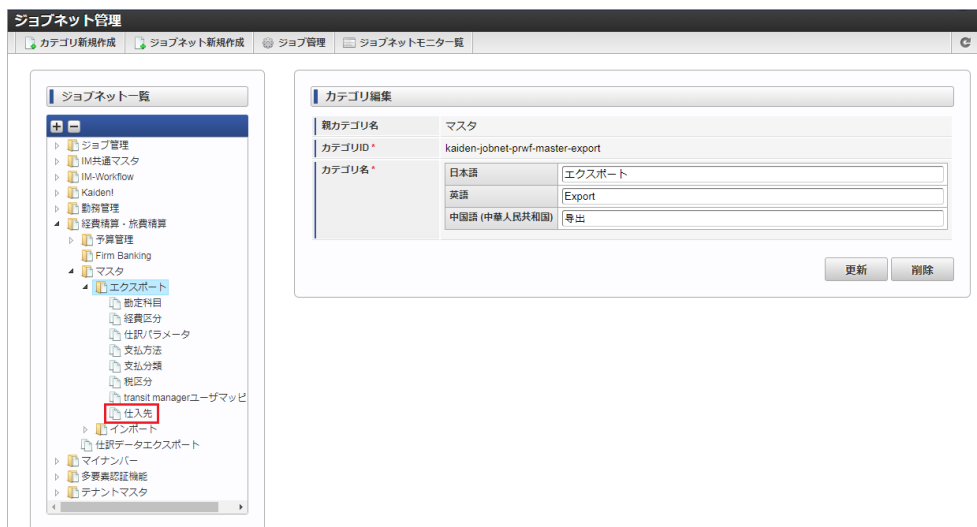 ジョブネット管理
カテゴリ新規作成 ジョブネット新規作成 ジョブ管理 ジョブネットモニタ一覧
ジョブネット一覧
ジョブ管理
IM共通マスタ
IM-Workflow
Kaiden!
勤務管理
経費精算・旅費精算
予算管理
Firm Banking
マスタ
エクスポート
勘定科目
経費区分
仕訳パラメータ
支払方法
支払分類
税区分
transit managerユーザマッピ
仕入先
インポート
仕訳データエクスポート
マイナンバー
多要素認証機能
テナントマスタ
カテゴリ編集
親カテゴリ名 マスタ
カテゴリID * kaiden-jobnet-prwf-master-export
カテゴリ名 *
日本語 エクスポート
英語 Export
中国語 (中華人民共和国) 导出
更新 削除